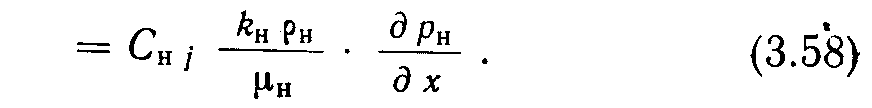 = C_{н j} \frac{k_н ρ_н}{μ_н} · \frac{∂ p_н}{∂ x} . (3.58)